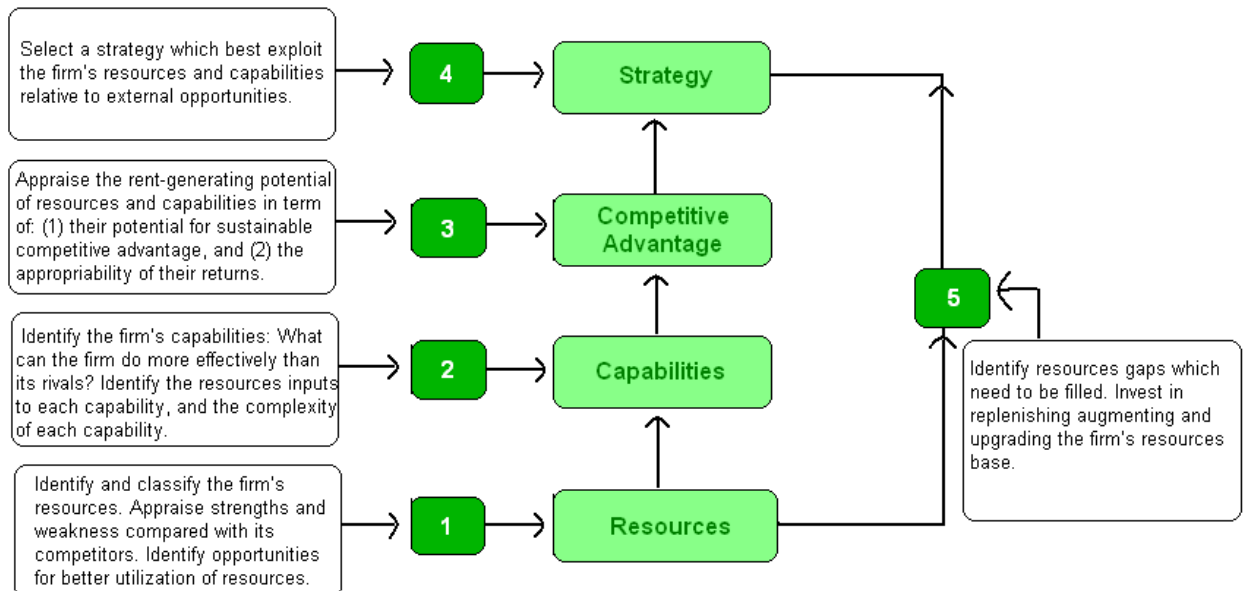 Select a strategy which best exploit
the firm's resources and capabilities
relative to external opportunities.
4
Strategy
Appraise the rent-generating potential
of resources and capabilities in term
of: (1) their potential for sustainable
competitive advantage, and (2) the
appropriability of their returns.
3
Competitive
Advantage
5
Identify the firm's capabilities: What
can the firm do more effectively than
its rivals? Identify the resources inputs
to each capability, and the complexity
of each capability.
2
Capabilities
Identify resources gaps which
need to be filled. Invest in
replenishing augmenting and
upgrading the firm's resources
base.
Identify and classify the firm's
resources. Appraise strengths and
weakness compared with its
competitors. Identify opportunities
for better utilization of resources.
1
Resources